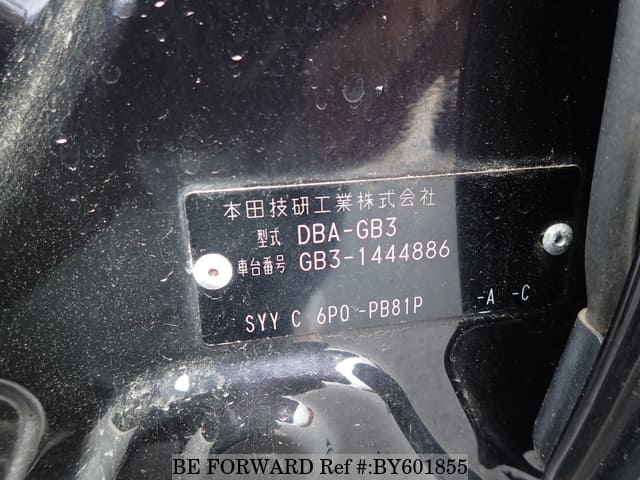 本田技研工業株式会社
型式 DBA-GB3
車台番号 GB3-1444886
SYY C 6P0 -PB81P -A -C
BE FORWARD Ref #:BY601855